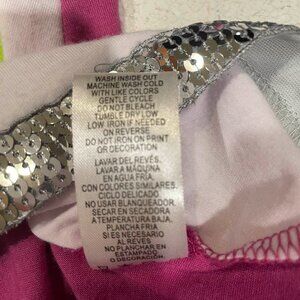 WASH INSIDE OUT
MACHINE WASH COLD
WITH LIKE COLORS
GENTLE CYCLE
DO NOT BLEACH
TUMBLE DRY LOW
LOW IRON IF NEEDED
ON REVERSE
DO NOT IRON ON PRINT
OR DECORATION
LAVAR DEL REVÉS.
LAVAR A MÁQUINA
EN AGUA FRIA.
CON COLORES SIMILARES.
CICLO DELICADO
NO USAR BLANQUEADOR.
SECAR EN SECADORA
A TEMPERATURA BAJA.
PLANCHA FRIA
SI ES NECESARIO
AL REVES
NO PLANCHAR EN
ESTAMPADO
O DECORACIÓN